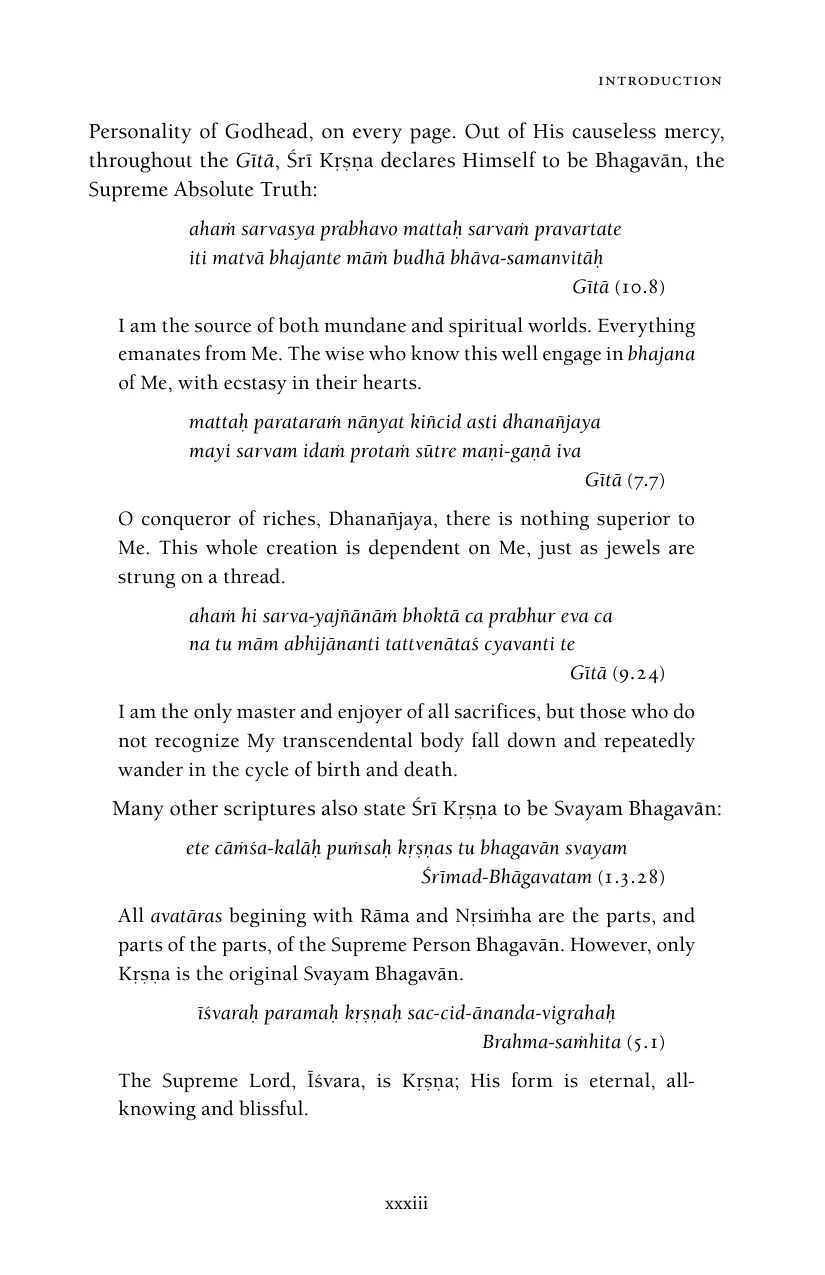 INTRODUCTION
Personality of Godhead, on every page. Out of His causeless mercy,
throughout the Gītā, Śrī Kṛṣṇa declares Himself to be Bhagavān, the
Supreme Absolute Truth:
ahaṁ sarvasya prabhavo mattaḥ sarvaṁ pravartate
iti matvā bhajante māṁ budhā bhāva-samanvitāḥ
Gītā (10.8)
I am the source of both mundane and spiritual worlds. Everything
emanates from Me. The wise who know this well engage in bhajana
of Me, with ecstasy in their hearts.
mattaḥ parataraṁ nānyat kiñcid asti dhanañjaya
mayi sarvam idaṁ protaṁ sūtre maṇi-gaṇā iva
Gītā (7.7)
O conqueror of riches, Dhanañjaya, there is nothing superior to
Me. This whole creation is dependent on Me, just as jewels are
strung on a thread.
ahaṁ hi sarva-yajñānāṁ bhoktā ca prabhur eva ca
na tu mām abhijānanti tattvenātaś cyavanti te
Gītā (9.24)
I am the only master and enjoyer of all sacrifices, but those who do
not recognize My transcendental body fall down and repeatedly
wander in the cycle of birth and death.
Many other scriptures also state Śrī Kṛṣṇa to be Svayam Bhagavān:
ete cāṁśa-kalāḥ puṁsaḥ kṛṣṇas tu bhagavān svayam
Śrīmad-Bhāgavatam (1.3.28)
All avatāras begining with Rāma and Nṛsiṁha are the parts, and
parts of the parts, of the Supreme Person Bhagavān. However, only
Kṛṣṇa is the original Svayam Bhagavān.
īśvaraḥ paramaḥ kṛṣṇaḥ sac-cid-ānanda-vigrahaḥ
Brahma-saṁhita (5.1)
The Supreme Lord, Īśvara, is Kṛṣṇa; His form is eternal, all-
knowing and blissful.
xxxiii